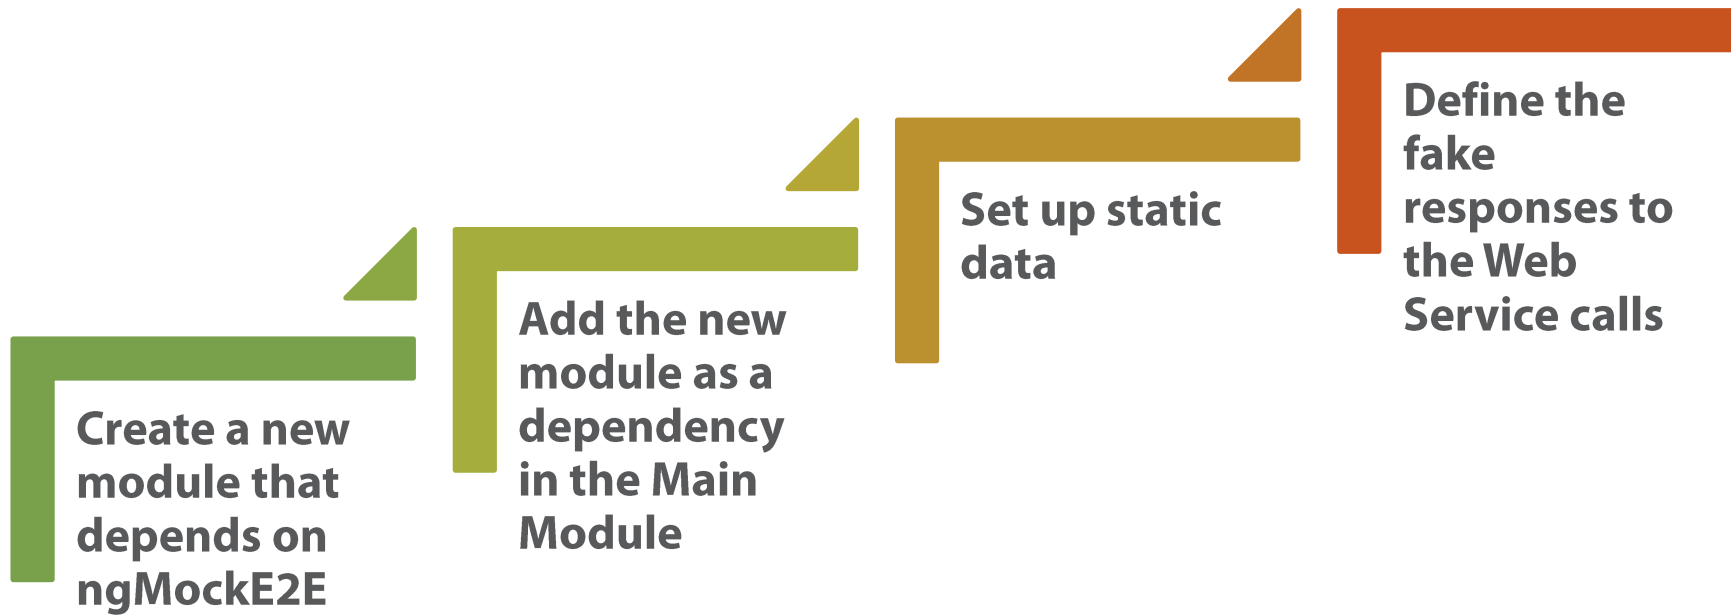 Create a new
module that
depends on
ngMockE2E
Add the new
module as a
dependency
in the Main
Module
Set up static
data
Define the
fake
responses to
the Web
Service calls